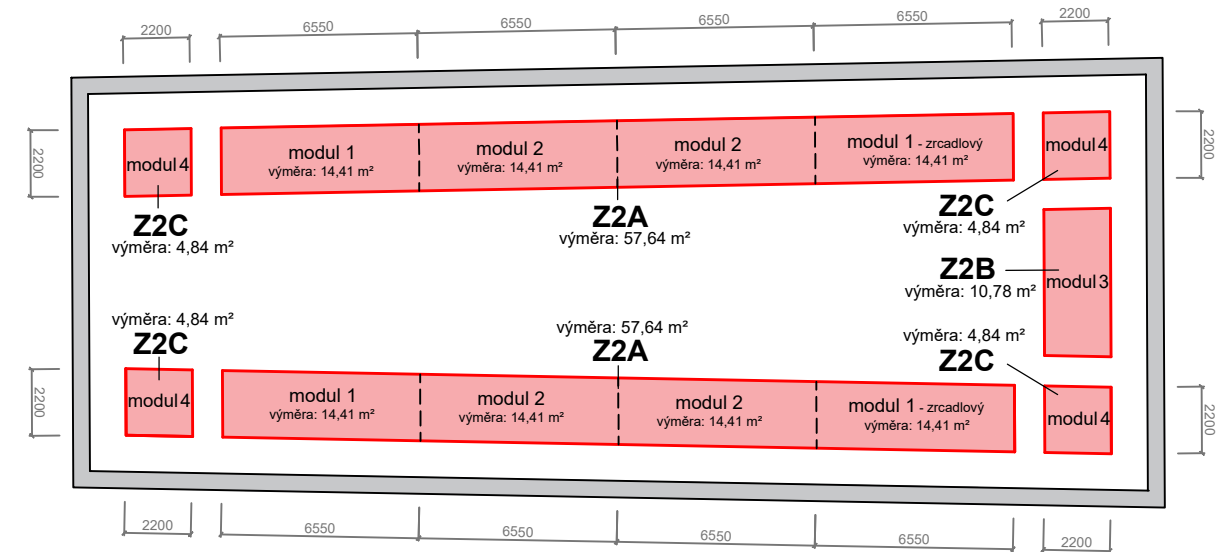 2200
6550
6550
6550
6550
2200
2200
modul 4
modul 1
výměra: 14,41 m²
modul 2
výměra: 14,41 m²
modul 2
výměra: 14,41 m²
modul 1 - zrcadlový
výměra: 14,41 m²
modul 4
2200
Z2C
výměra: 4,84 m²
Z2A
výměra: 57,64 m²
Z2C
výměra: 4,84 m²
Z2B
výměra: 10,78 m²
modul 3
výměra: 4,84 m²
Z2C
výměra: 57,64 m²
Z2A
výměra: 4,84 m²
Z2C
2200
modul 4
modul 1
výměra: 14,41 m²
modul 2
výměra: 14,41 m²
modul 2
výměra: 14,41 m²
modul 1 - zrcadlový
výměra: 14,41 m²
modul 4
2200
2200
6550
6550
6550
6550
2200